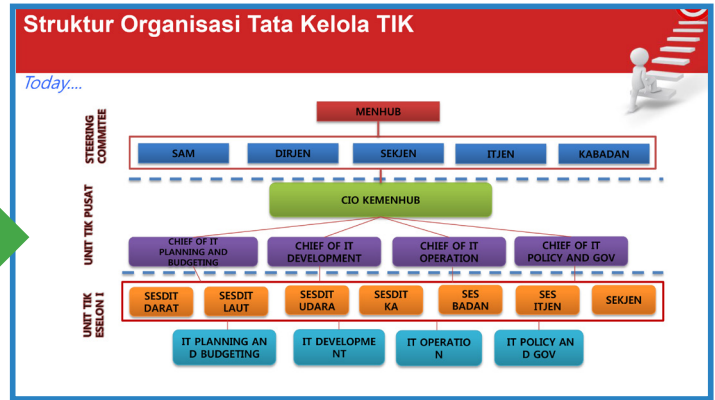 Struktur Organisasi Tata Kelola TIK
Today....
STEERING
COMMITEE
MENHUB
SAM
DIRJEN
SEKJEN
ITJEN
KABADAN
UNIT TIK PUSAT
CIO KEMENHUB
CHIEF OF IT
PLANNING AND
BUDGETING
CHIEF OF IT
DEVELOPMENT
CHIEF OF IT
OPERATION
CHIEF OF IT
POLICY AND GOV
UNIT TIK
ESELON I
SESDIT
DARAT
SESDIT
LAUT
SESDIT
UDARA
SESDIT
KA
SES
BADAN
SES
ITJEN
SEKJEN
IT PLANNING AN
D BUDGETING
IT DEVELOPME
NT
IT OPERATIO
N
IT POLICY AN
D GOV